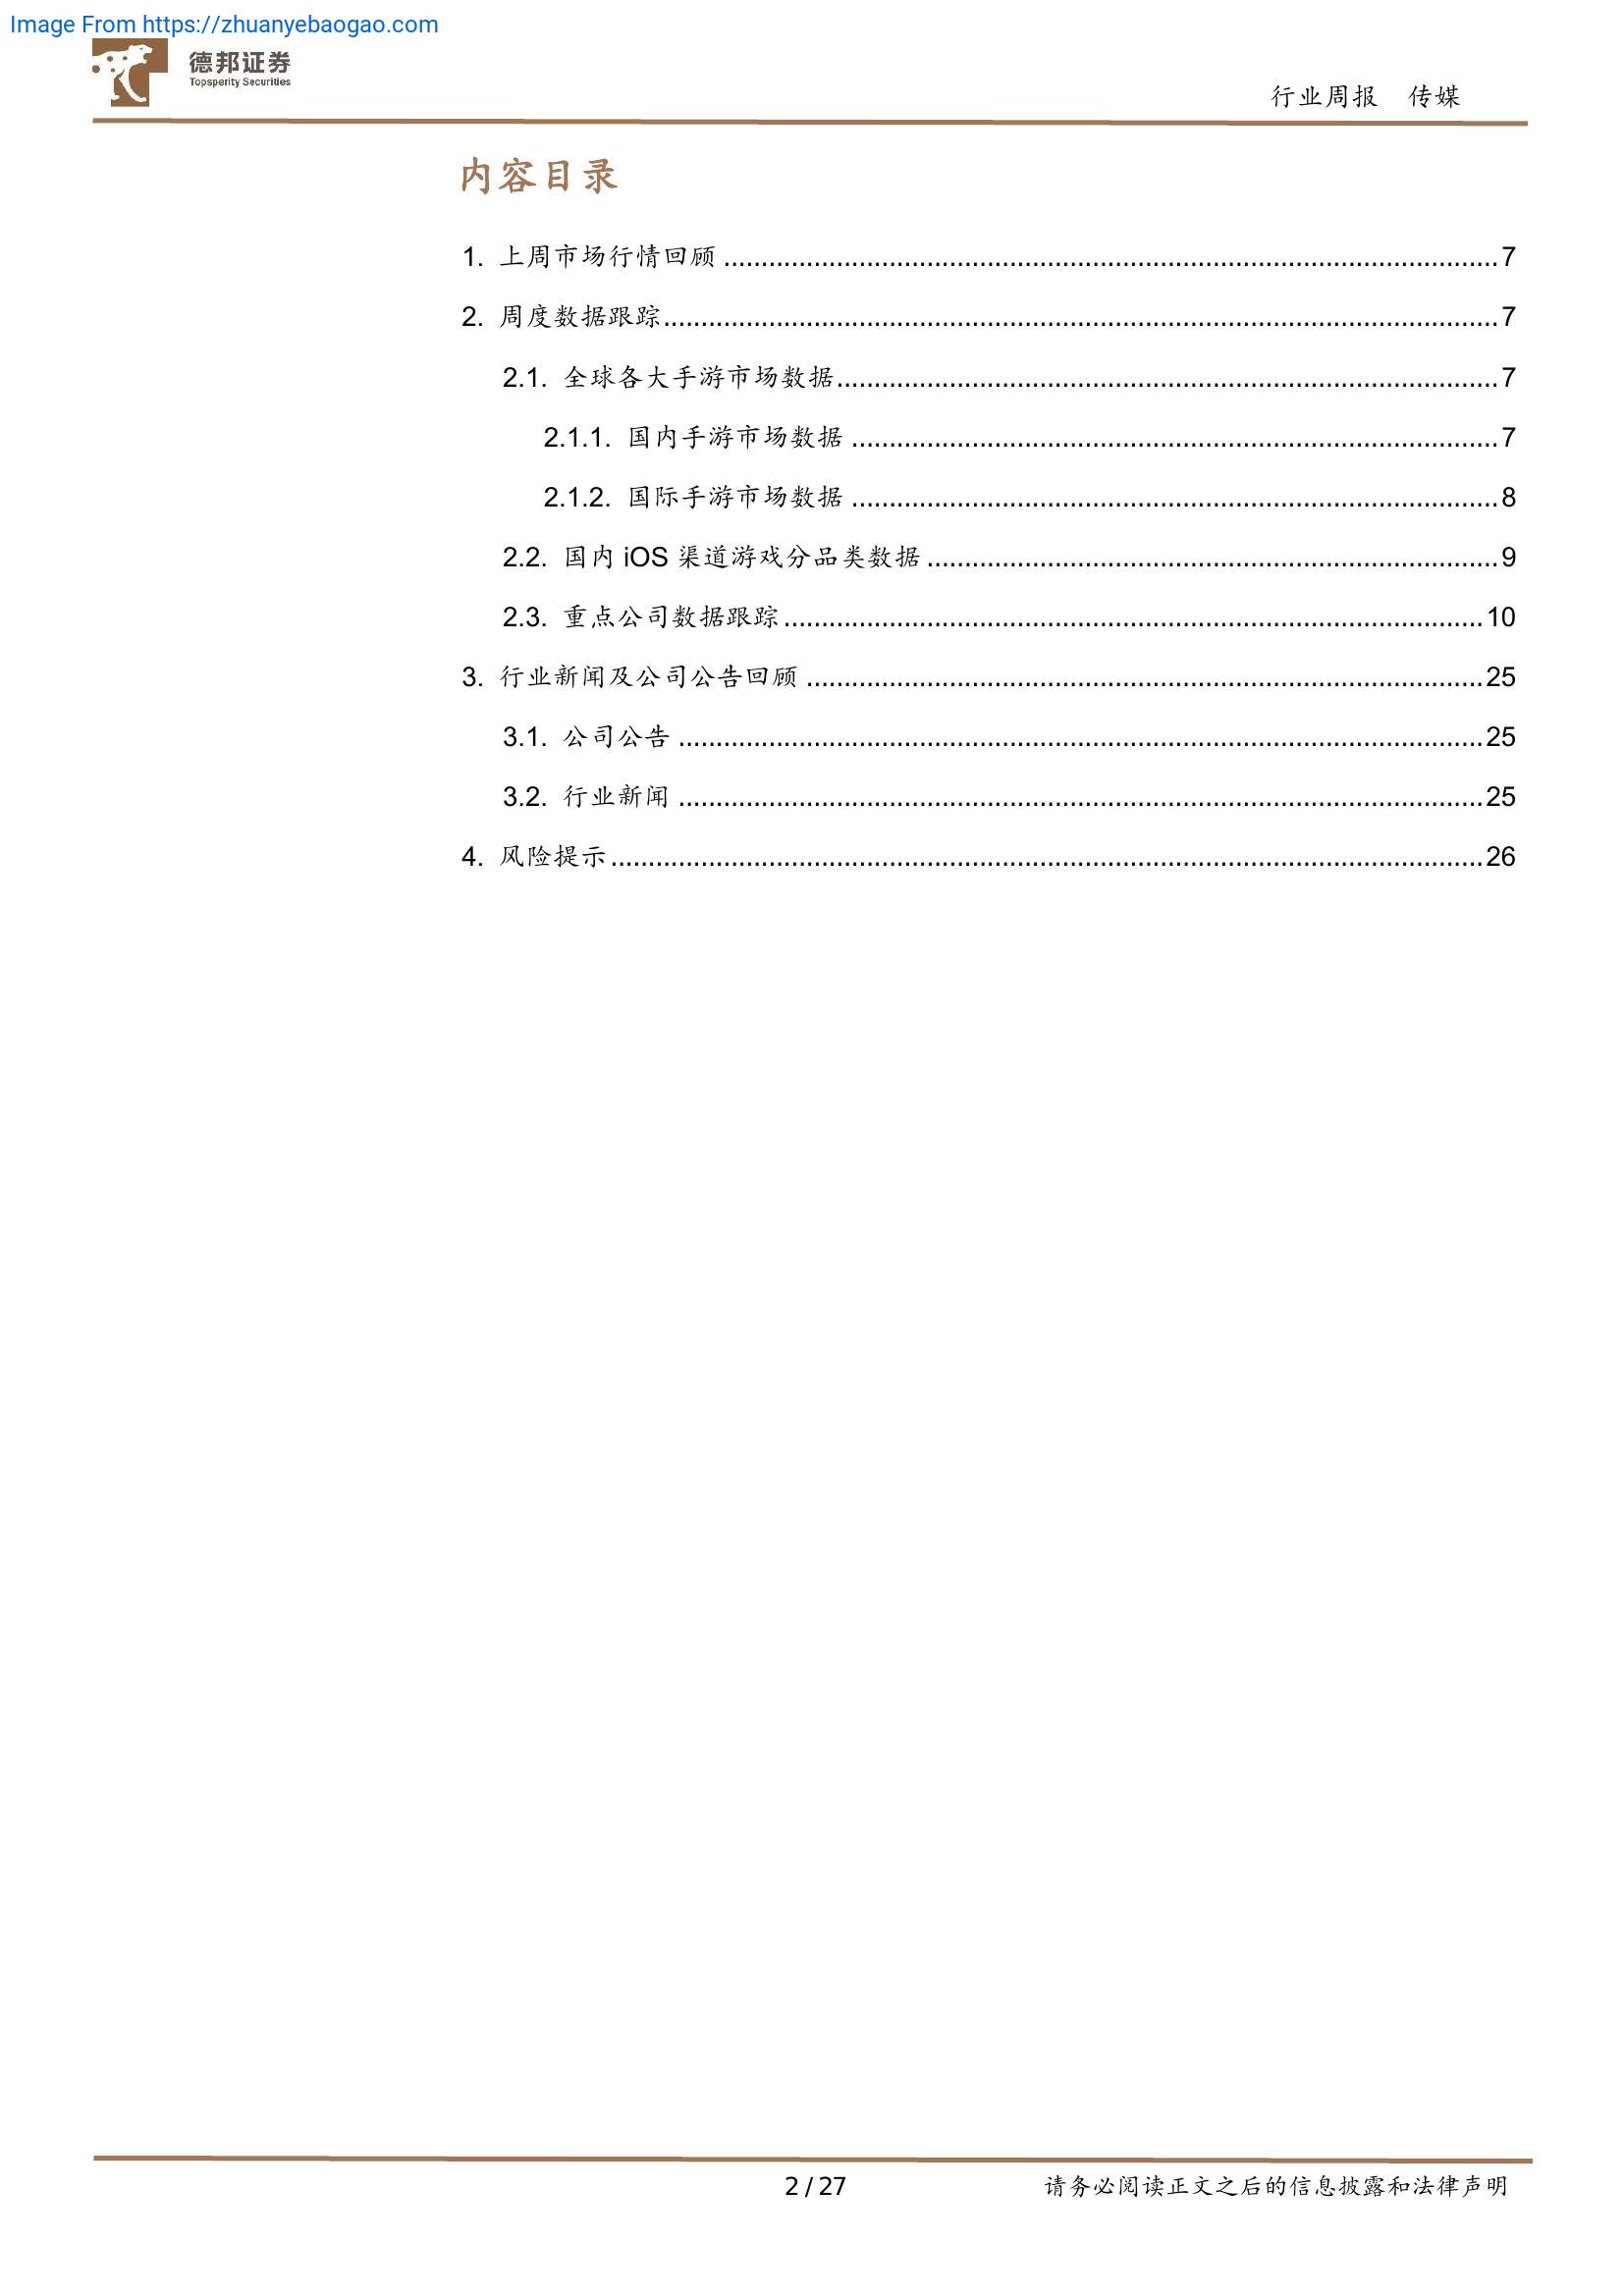 Image From https://zhuanyebaogao.com
德邦证券
Topsperity Securities
行业周报 传媒
内容目录
1. 上周市场行情回顾 ........................................................................................................ 7
2. 周度数据跟踪 ............................................................................................................... 7
2.1. 全球各大手游市场数据 ........................................................................................ 7
2.1.1. 国内手游市场数据 ...................................................................................... 7
2.1.2. 国际手游市场数据 ...................................................................................... 8
2.2. 国内 iOS 渠道游戏分品类数据 ............................................................................ 9
2.3. 重点公司数据跟踪 ............................................................................................. 10
3. 行业新闻及公司公告回顾 .......................................................................................... 25
3.1. 公司公告 ........................................................................................................... 25
3.2. 行业新闻 ........................................................................................................... 25
4. 风险提示 .................................................................................................................... 26
2 / 27 请务必阅读正文之后的信息披露和法律声明